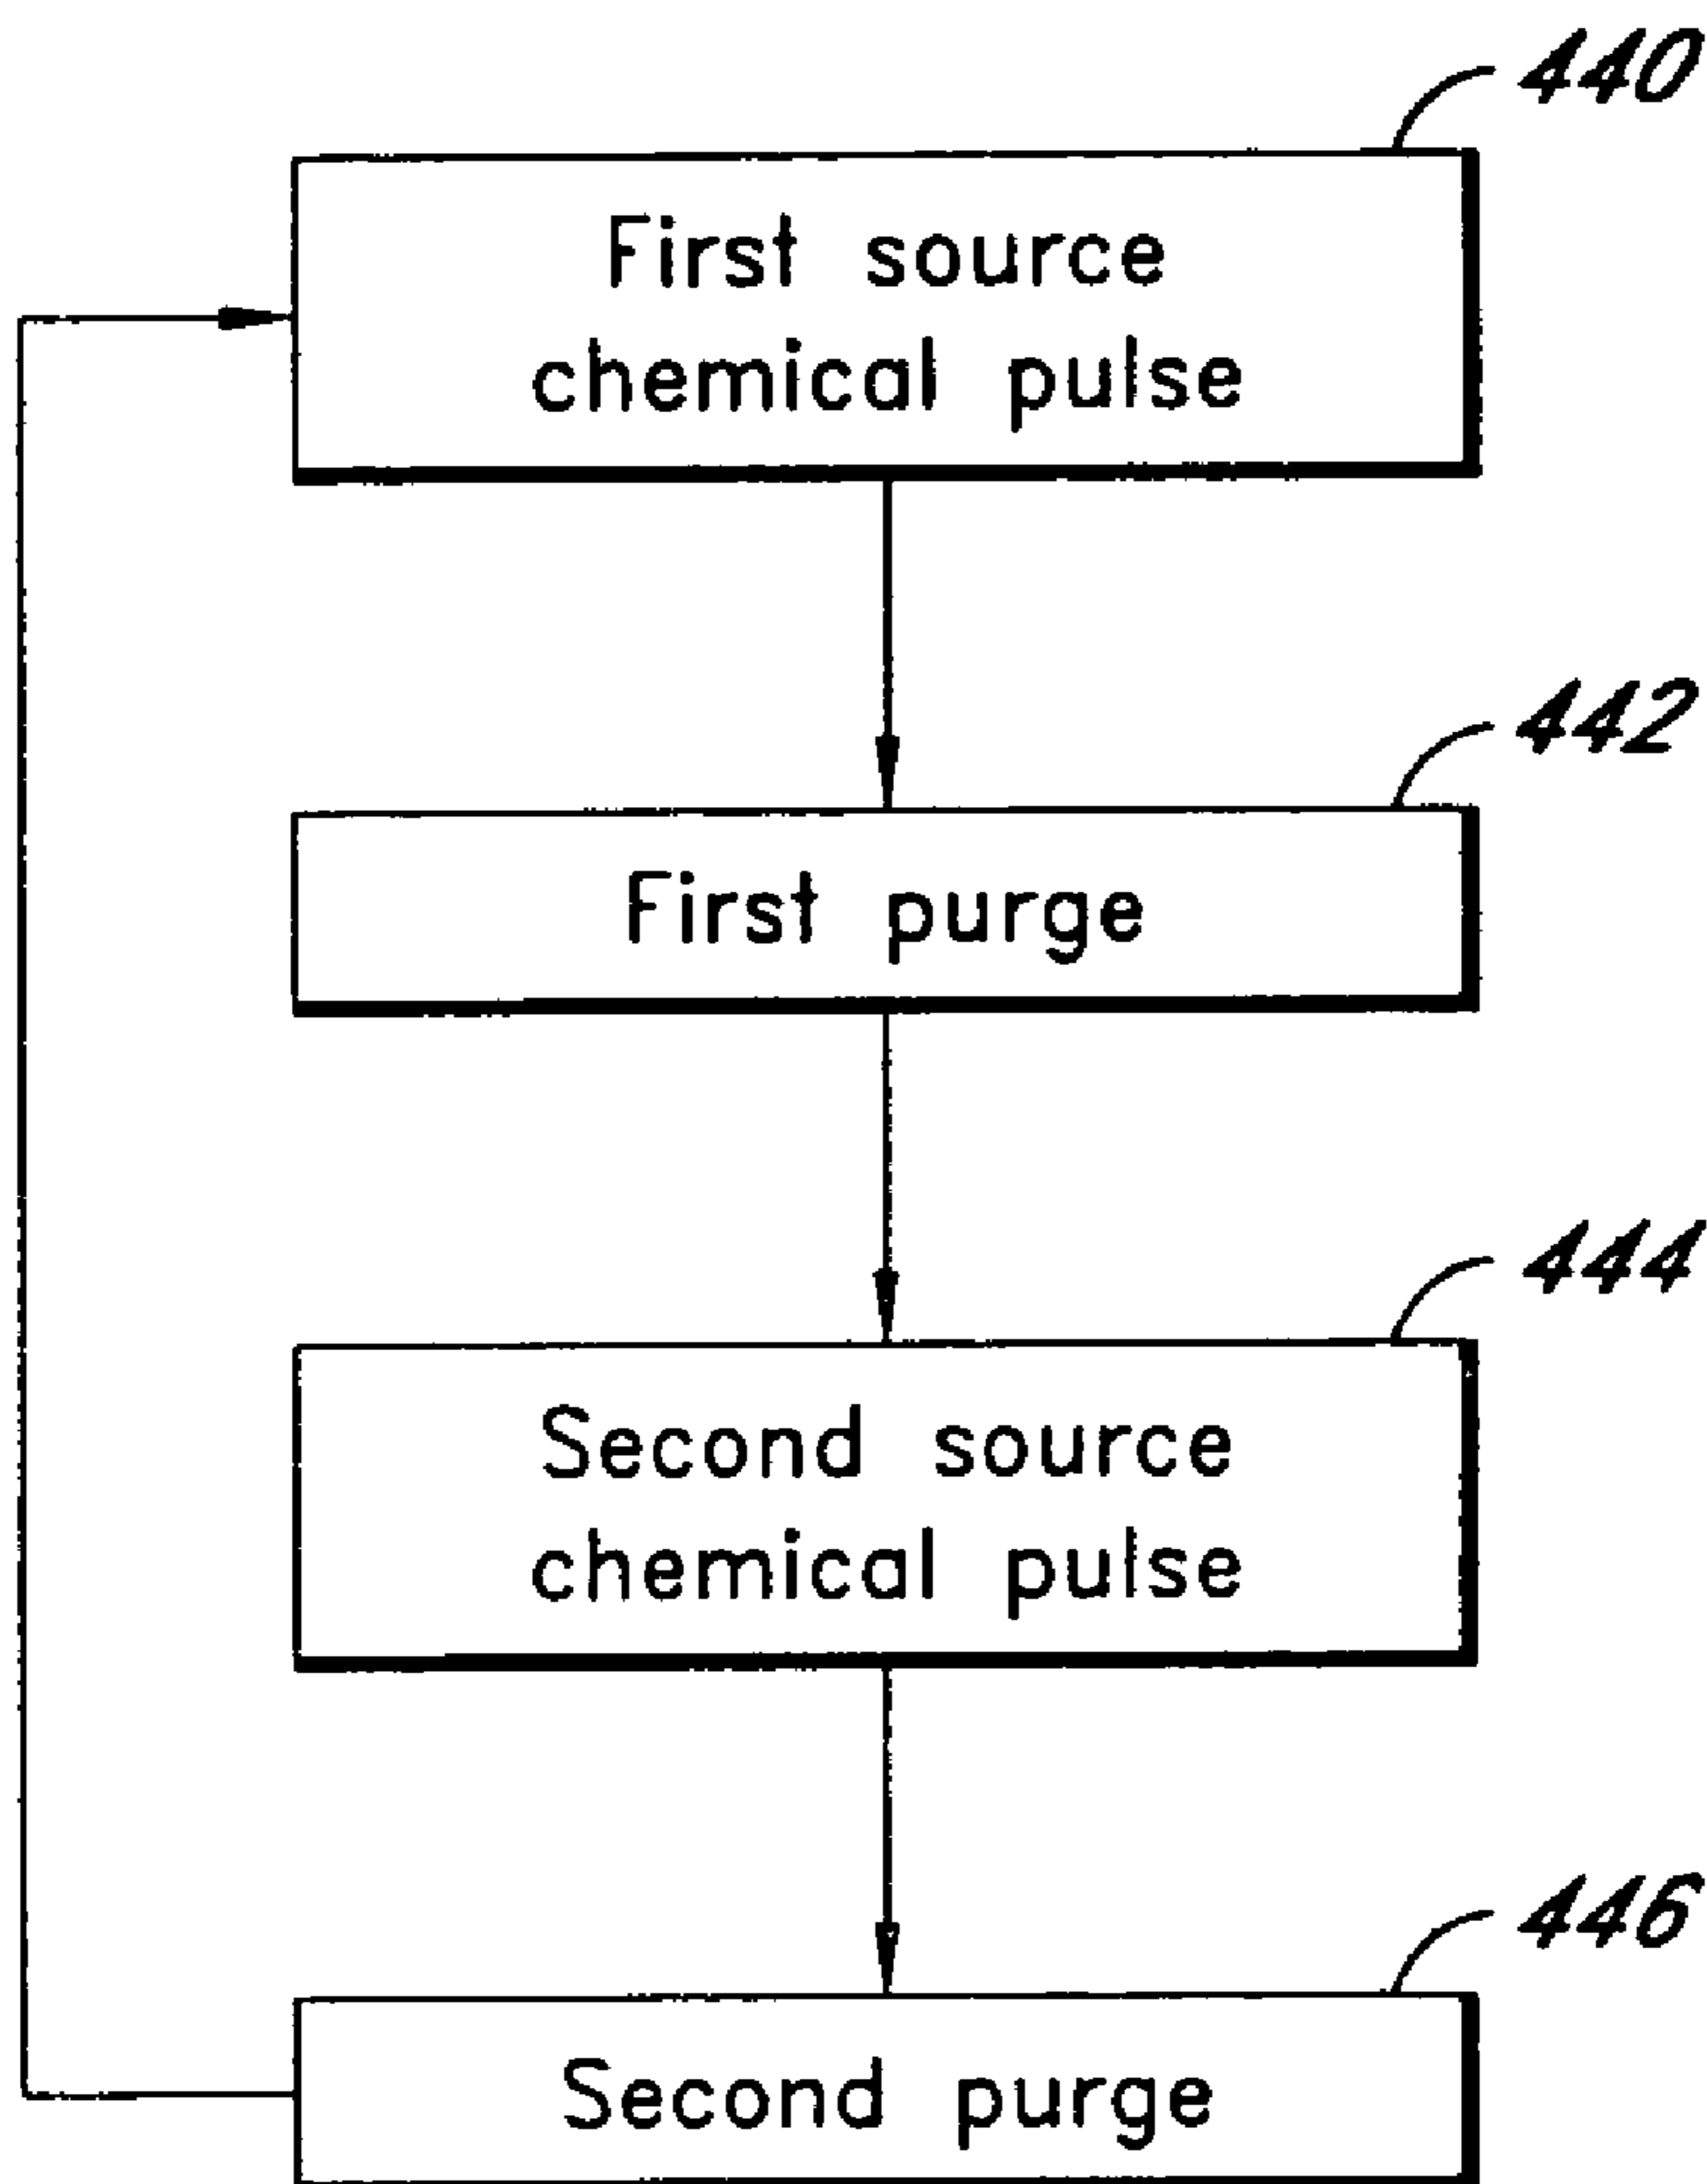 440
First source
chemical pulse
442
First purge
444
Second source
chemical pulse
446
Second purge